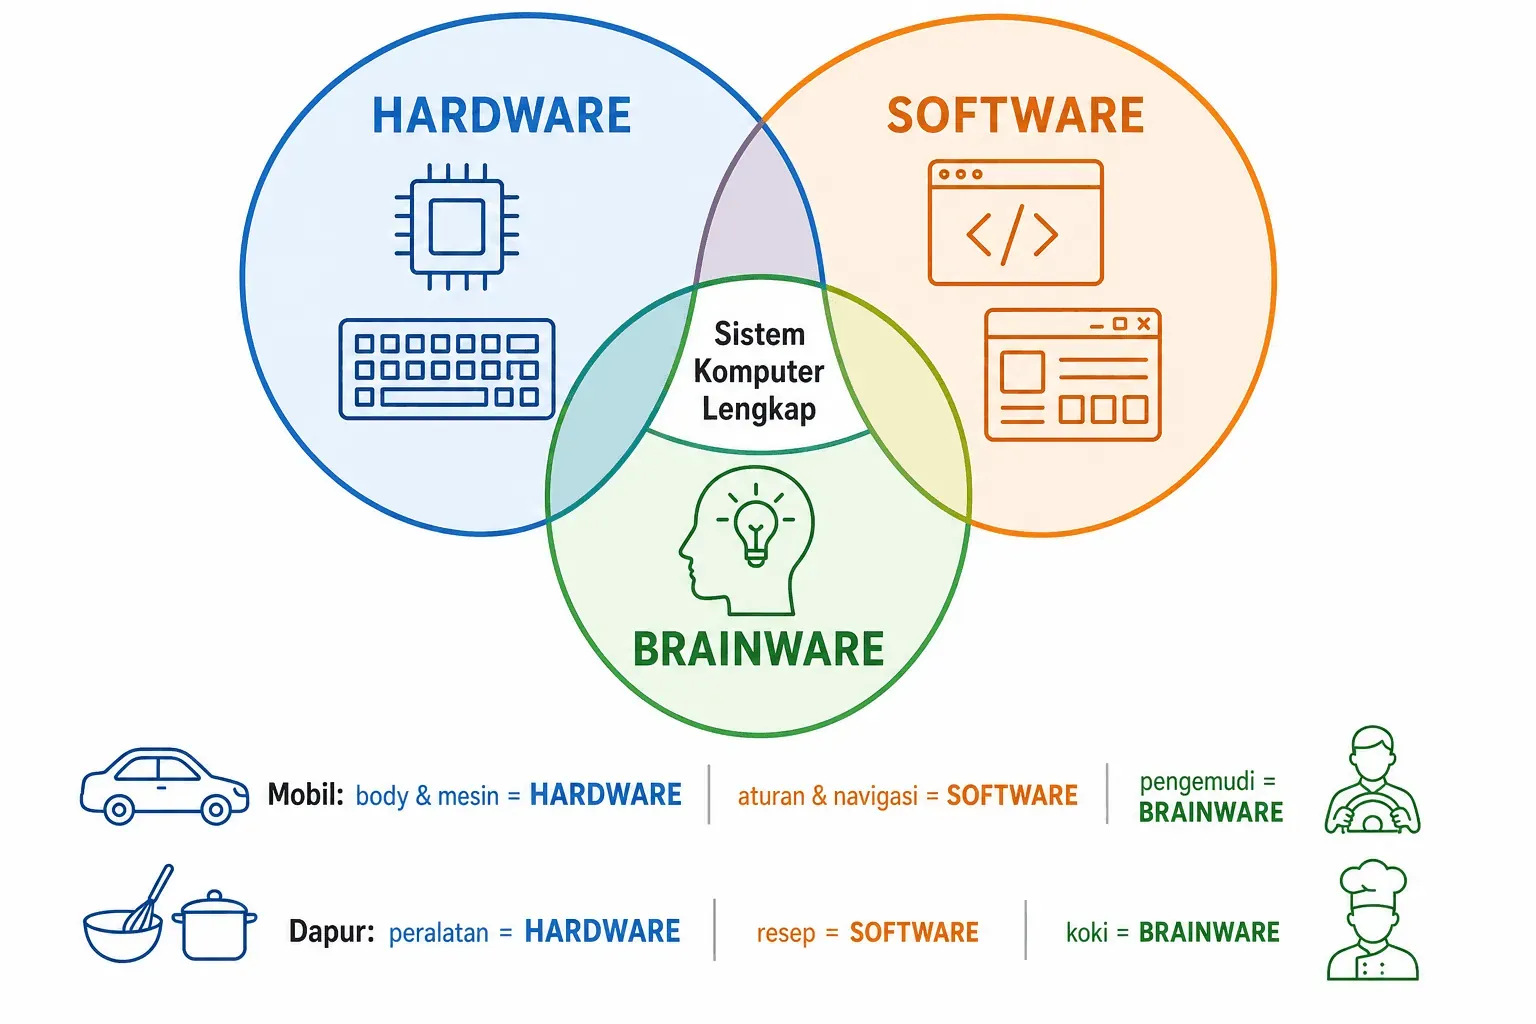 HARDWARE
SOFTWARE
Sistem
Komputer
Lengkap
BRAINWARE
Mobil: body & mesin = HARDWARE
aturan & navigasi = SOFTWARE
pengemudi =
BRAINWARE
Dapur: peralatan = HARDWARE
resep = SOFTWARE
koki = BRAINWARE